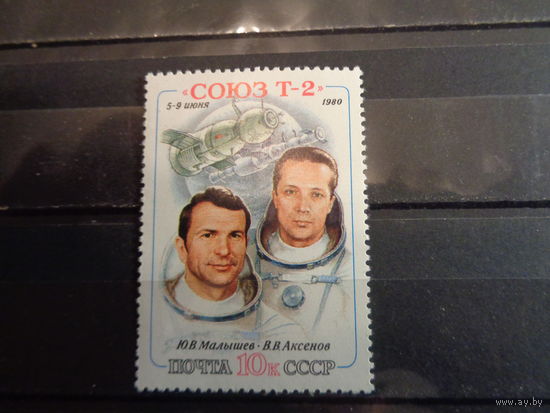 «СОЮЗ Т-2»
5-9 июня 1980
Ю.В.Малышев · В.В.Аксенов
ПОЧТА 10к СССР
© www.ay.by